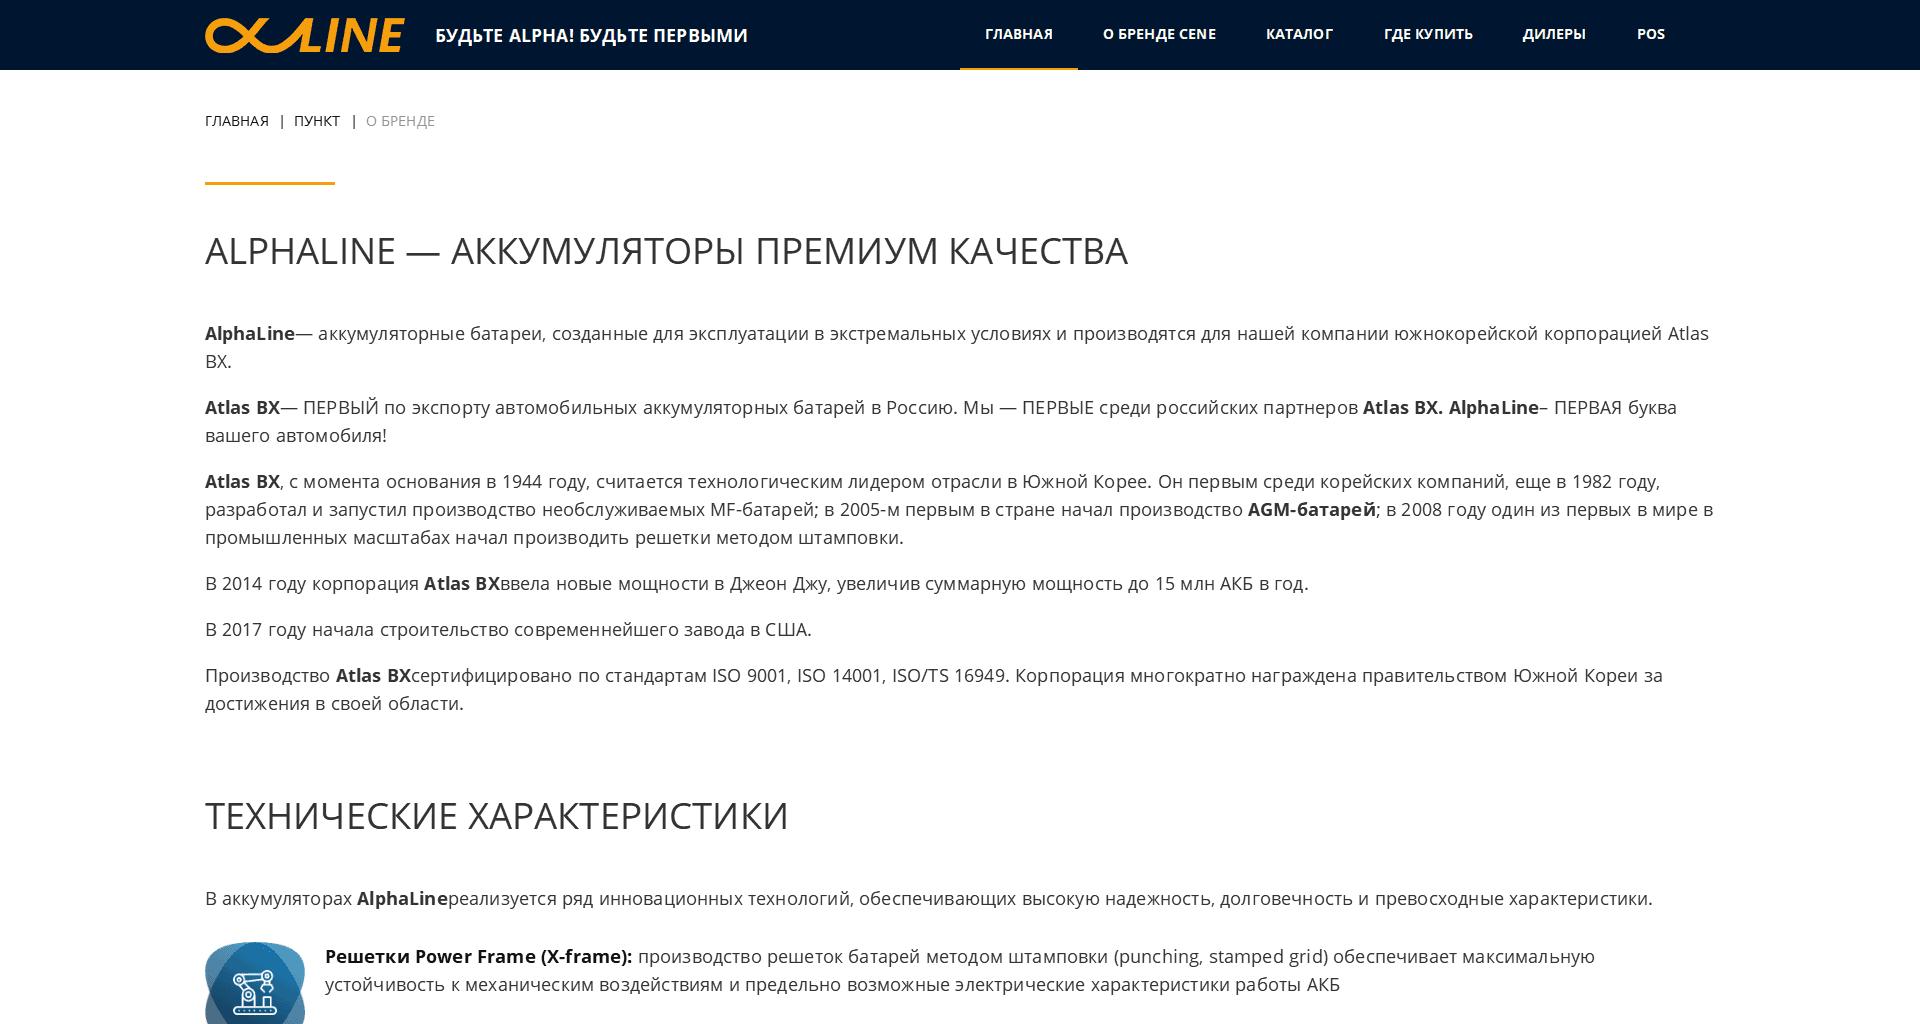 αLINE
БУДЬТЕ ALPHA! БУДЬТЕ ПЕРВЫМИ
ГЛАВНАЯ
О БРЕНДЕ CENE
КАТАЛОГ
ГДЕ КУПИТЬ
ДИЛЕРЫ
POS
ГЛАВНАЯ | ПУНКТ | О БРЕНДЕ
ALPHALINE — АККУМУЛЯТОРЫ ПРЕМИУМ КАЧЕСТВА
AlphaLine— аккумуляторные батареи, созданные для эксплуатации в экстремальных условиях и производятся для нашей компании южнокорейской корпорацией Atlas
BX.
Atlas BX— ПЕРВЫЙ по экспорту автомобильных аккумуляторных батарей в Россию. Мы — ПЕРВЫЕ среди российских партнеров Atlas BX. AlphaLine– ПЕРВАЯ буква
вашего автомобиля!
Atlas BX, с момента основания в 1944 году, считается технологическим лидером отрасли в Южной Корее. Он первым среди корейских компаний, еще в 1982 году,
разработал и запустил производство необслуживаемых MF-батарей; в 2005-м первым в стране начал производство AGM-батарей; в 2008 году один из первых в мире в
промышленных масштабах начал производить решетки методом штамповки.
В 2014 году корпорация Atlas BXввела новые мощности в Джеон Джу, увеличив суммарную мощность до 15 млн АКБ в год.
В 2017 году начала строительство современнейшего завода в США.
Производство Atlas BXсертифицировано по стандартам ISO 9001, ISO 14001, ISO/TS 16949. Корпорация многократно награждена правительством Южной Кореи за
достижения в своей области.
ТЕХНИЧЕСКИЕ ХАРАКТЕРИСТИКИ
В аккумуляторах AlphaLineреализуется ряд инновационных технологий, обеспечивающих высокую надежность, долговечность и превосходные характеристики.
Решетки Power Frame (X-frame): производство решеток батарей методом штамповки (punching, stamped grid) обеспечивает максимальную
устойчивость к механическим воздействиям и предельно возможные электрические характеристики работы АКБ